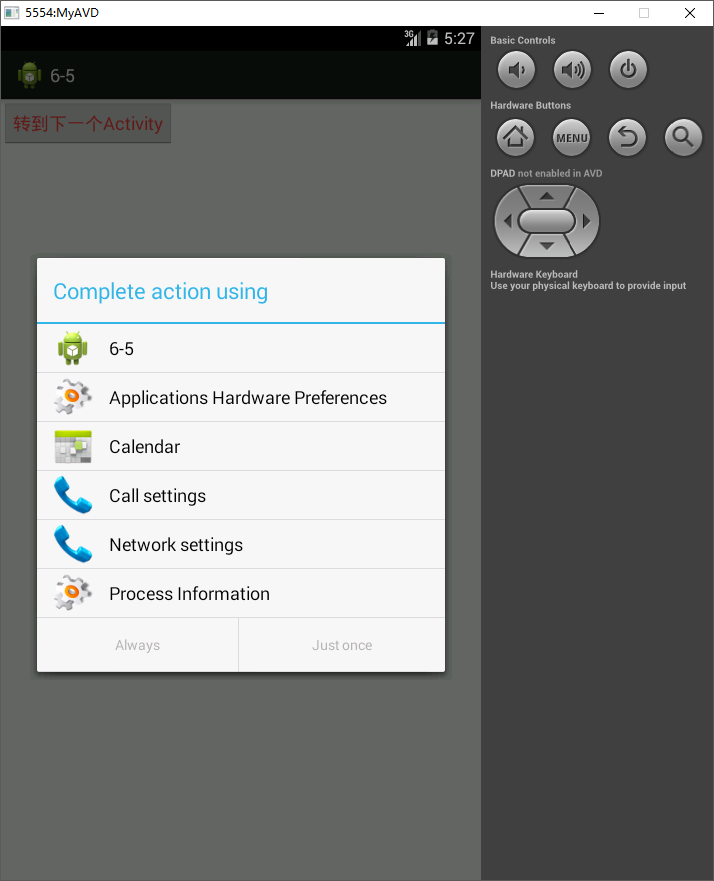 5554:MyAVD
3G 5:27
6-5
转到下一个Activity
Complete action using
6-5
Applications Hardware Preferences
Calendar
Call settings
Network settings
Process Information
Always
Just once
Basic Controls
Hardware Buttons
MENU
DPAD not enabled in AVD
Hardware Keyboard
Use your physical keyboard to provide input